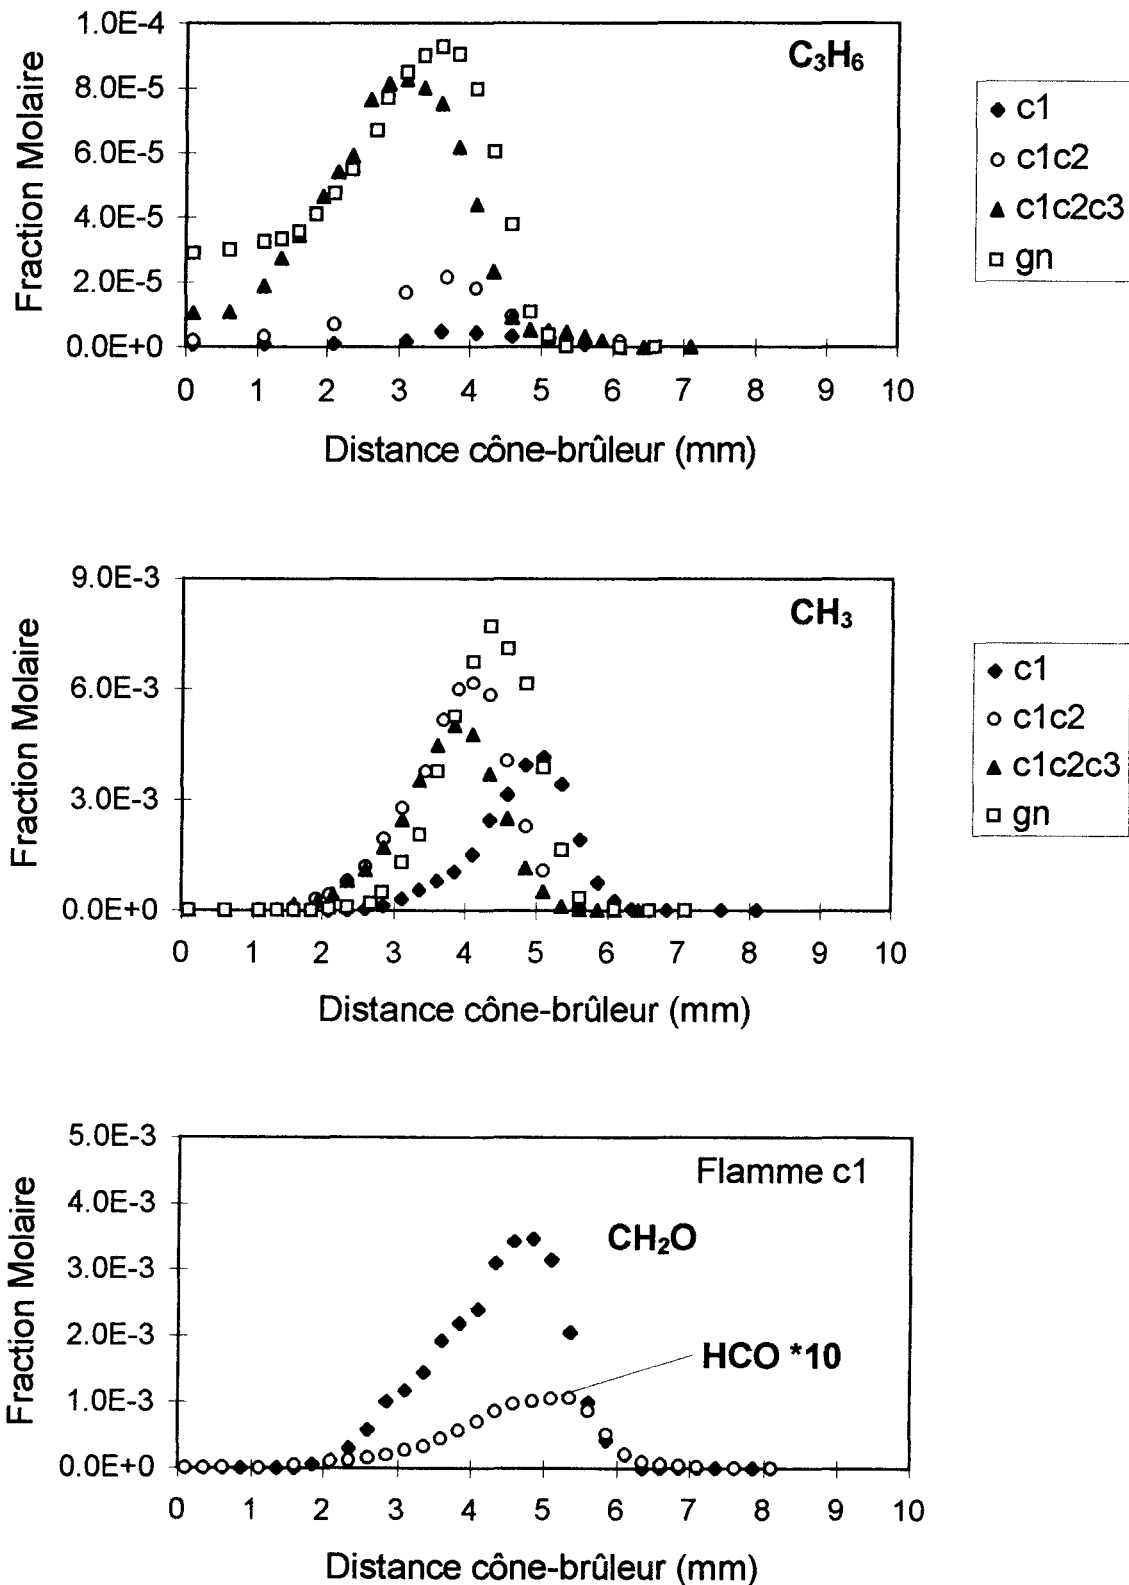 1.0E-4
8.0E-5
6.0E-5
4.0E-5
2.0E-5
0.0E+0
Fraction Molaire
C3H6
0 1 2 3 4 5 6 7 8 9 10
Distance cône-brûleur (mm)
c1
c1c2
c1c2c3
gn
9.0E-3
6.0E-3
3.0E-3
0.0E+0
Fraction Molaire
CH3
0 1 2 3 4 5 6 7 8 9 10
Distance cône-brûleur (mm)
c1
c1c2
c1c2c3
gn
5.0E-3
4.0E-3
3.0E-3
2.0E-3
1.0E-3
0.0E+0
Fraction Molaire
Flamme c1
CH2O
HCO *10
0 1 2 3 4 5 6 7 8 9 10
Distance cône-brûleur (mm)